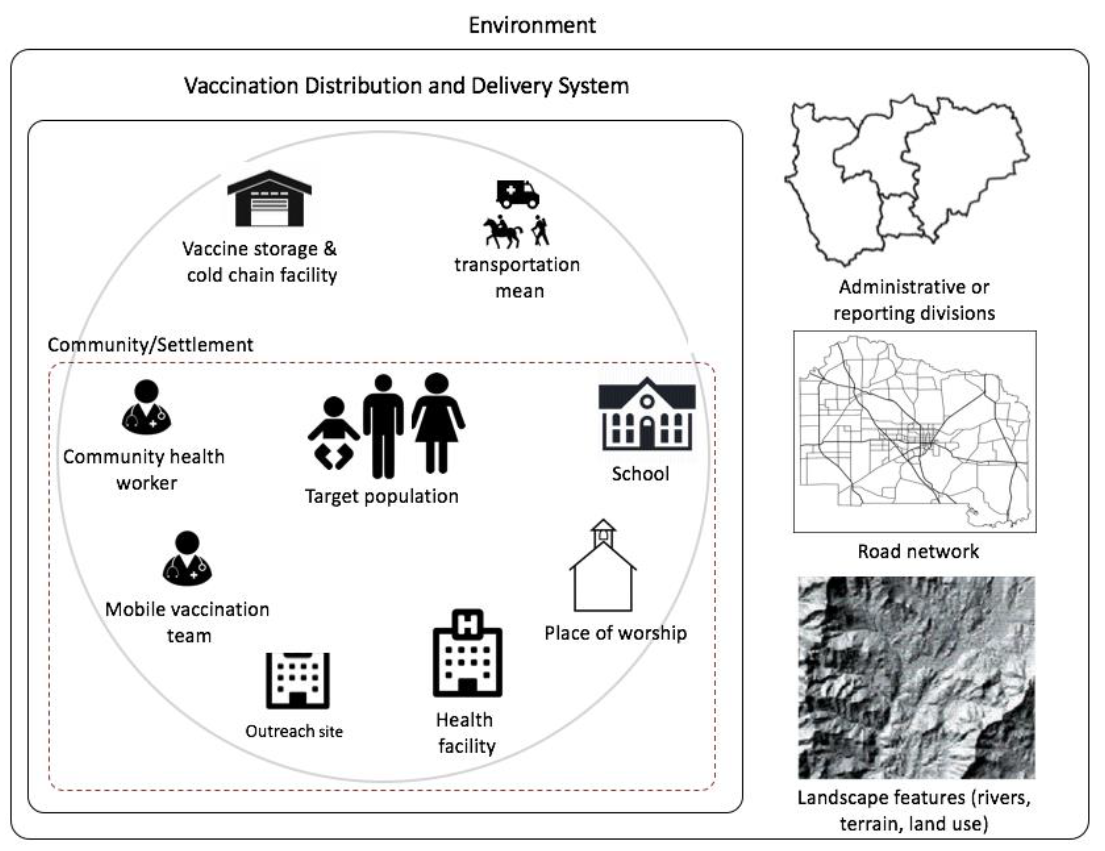 Environment
Vaccination Distribution and Delivery System
Vaccine storage &
cold chain facility
transportation
mean
Community/Settlement
Community health
worker
Target population
School
Mobile vaccination
team
Place of worship
Outreach site
H
Health
facility
Administrative or
reporting divisions
Road network
Landscape features (rivers,
terrain, land use)